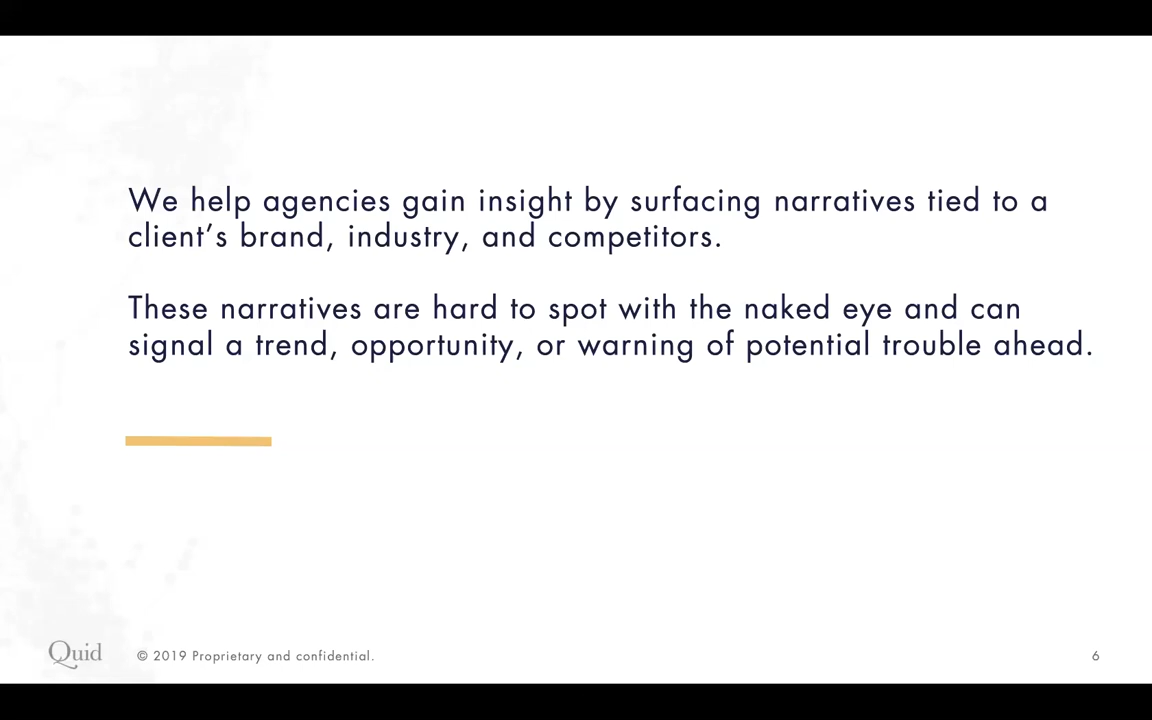 We help agencies gain insight by surfacing narratives tied to a
client’s brand, industry, and competitors.
These narratives are hard to spot with the naked eye and can
signal a trend, opportunity, or warning of potential trouble ahead.
Quid © 2019 Proprietary and confidential. 6